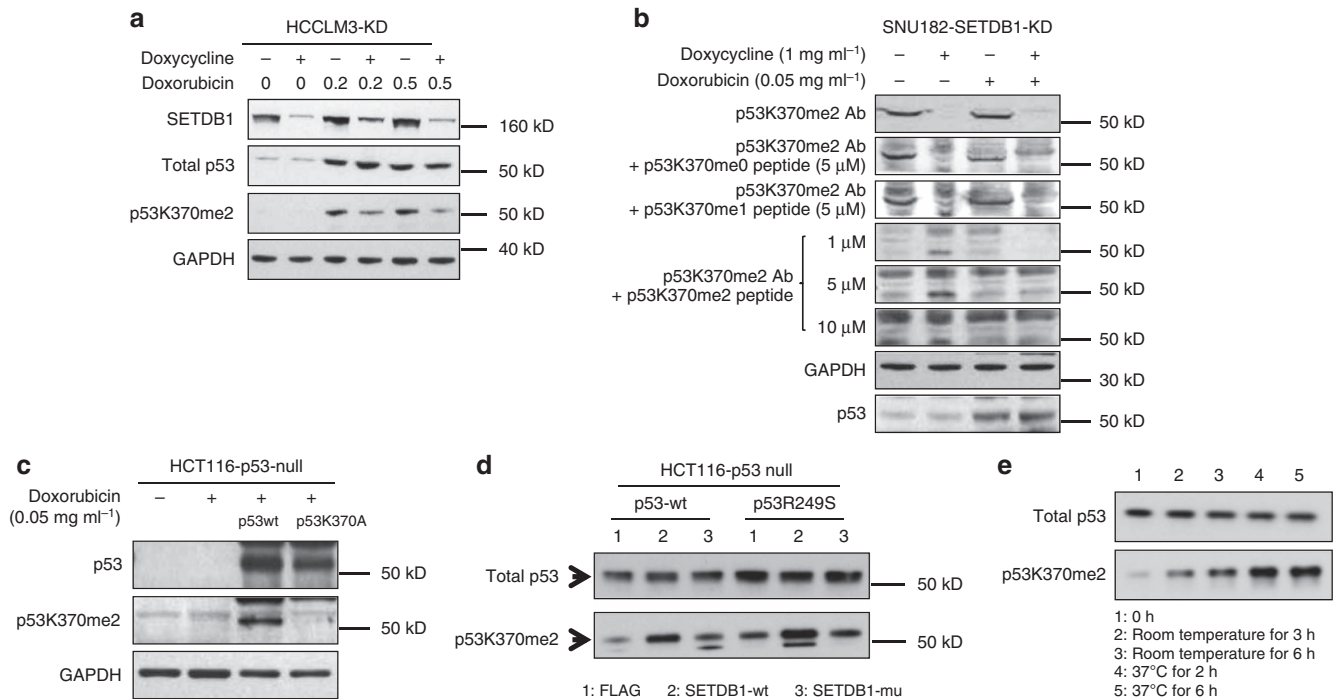 a
HCCLM3-KD
Doxycycline – + – + – +
Doxorubicin 0 0 0.2 0.2 0.5 0.5
SETDB1 160 kD
Total p53 50 kD
p53K370me2 50 kD
40 kD
GAPDH
b
SNU182-SETDB1-KD
Doxycycline (1 mg ml⁻¹) – + – +
Doxorubicin (0.05 mg ml⁻¹) – – + +
p53K370me2 Ab 50 kD
p53K370me2 Ab
+ p53K370me0 peptide (5 µM) 50 kD
p53K370me2 Ab
+ p53K370me1 peptide (5 µM) 50 kD
1 µM 50 kD
p53K370me2 Ab
+ p53K370me2 peptide
5 µM 50 kD
10 µM 50 kD
GAPDH 30 kD
p53 50 kD
c
HCT116-p53-null
Doxorubicin – + + +
(0.05 mg ml⁻¹) p53wt p53K370A
p53 50 kD
p53K370me2 50 kD
GAPDH
d
HCT116-p53 null
p53-wt p53R249S
1 2 3 1 2 3
Total p53 50 kD
p53K370me2 50 kD
1: FLAG 2: SETDB1-wt 3: SETDB1-mu
e
1 2 3 4 5
Total p53
p53K370me2
1: 0 h
2: Room temperature for 3 h
3: Room temperature for 6 h
4: 37°C for 2 h
5: 37°C for 6 h